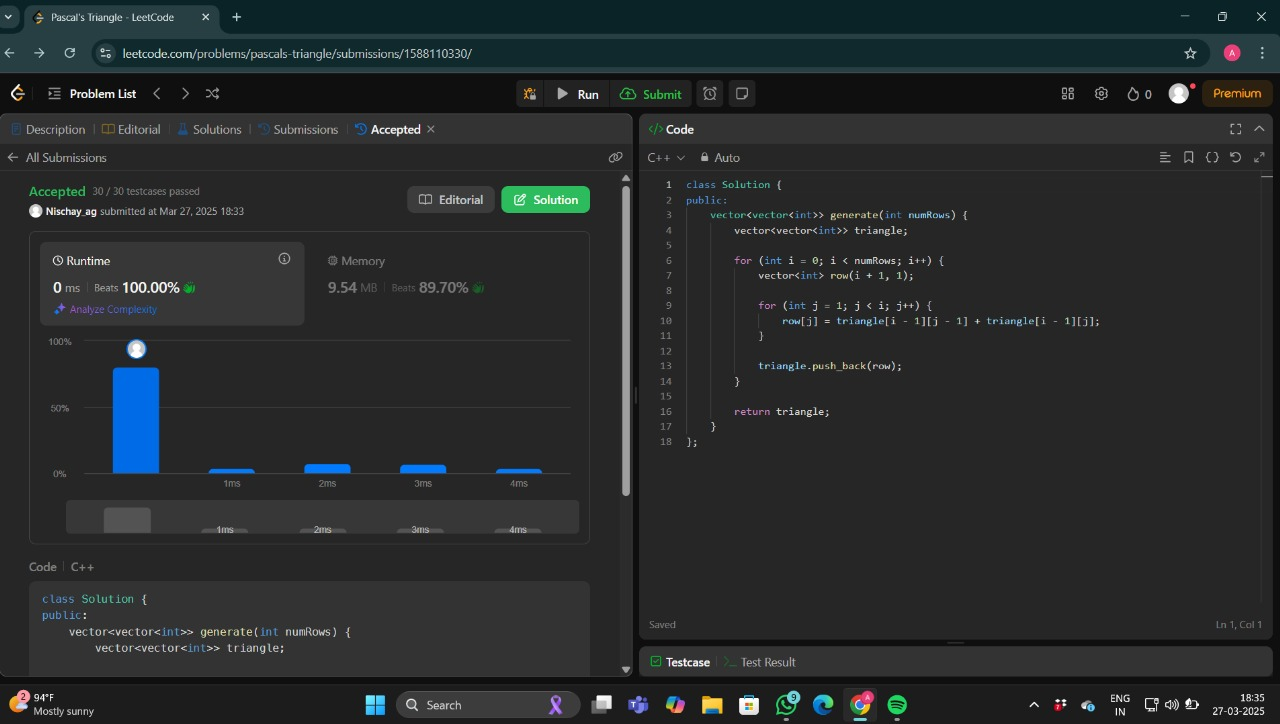 Pascal's Triangle - LeetCode
leetcode.com/problems/pascals-triangle/submissions/1588110330/
A
Problem List
Run
Submit
0
Premium
Description
Editorial
Solutions
Submissions
Accepted
All Submissions
Accepted 30 / 30 testcases passed
Nischay_ag submitted at Mar 27, 2025 18:33
Editorial
Solution
Runtime
0 ms Beats 100.00%
Analyze Complexity
Memory
9.54 MB Beats 89.70%
100%
50%
0%
1ms 2ms 3ms 4ms
1ms 2ms 3ms 4ms
Code C++
class Solution {
public:
vector<vector<int>> generate(int numRows) {
vector<vector<int>> triangle;
</> Code
C++ Auto
1 class Solution {
2 public:
3 vector<vector<int>> generate(int numRows) {
4 vector<vector<int>> triangle;
5
6 for (int i = 0; i < numRows; i++) {
7 vector<int> row(i + 1, 1);
8
9 for (int j = 1; j < i; j++) {
10 row[j] = triangle[i - 1][j - 1] + triangle[i - 1][j];
11 }
12
13 triangle.push_back(row);
14 }
15
16 return triangle;
17 }
18 };
Saved
Ln 1, Col 1
Testcase
Test Result
2
94°F
Mostly sunny
Search
9
A
7
ENG
IN
18:35
27-03-2025